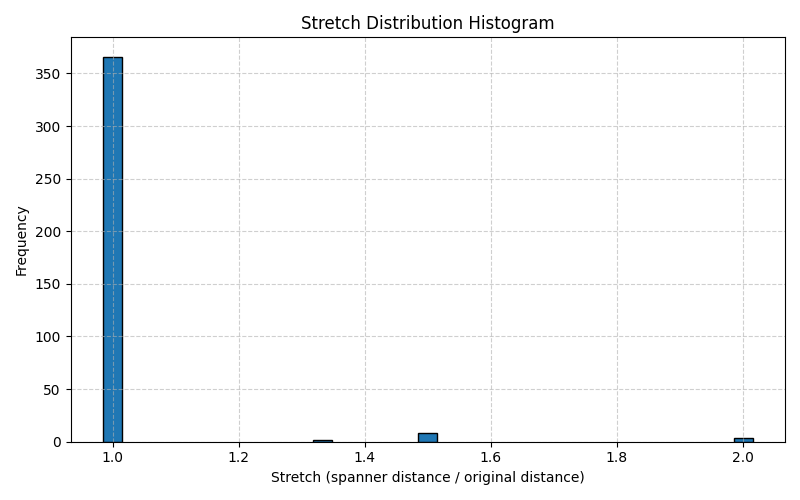 Stretch Distribution Histogram
Frequency
350
300
250
200
150
100
50
0
1.0 1.2 1.4 1.6 1.8 2.0
Stretch (spanner distance / original distance)